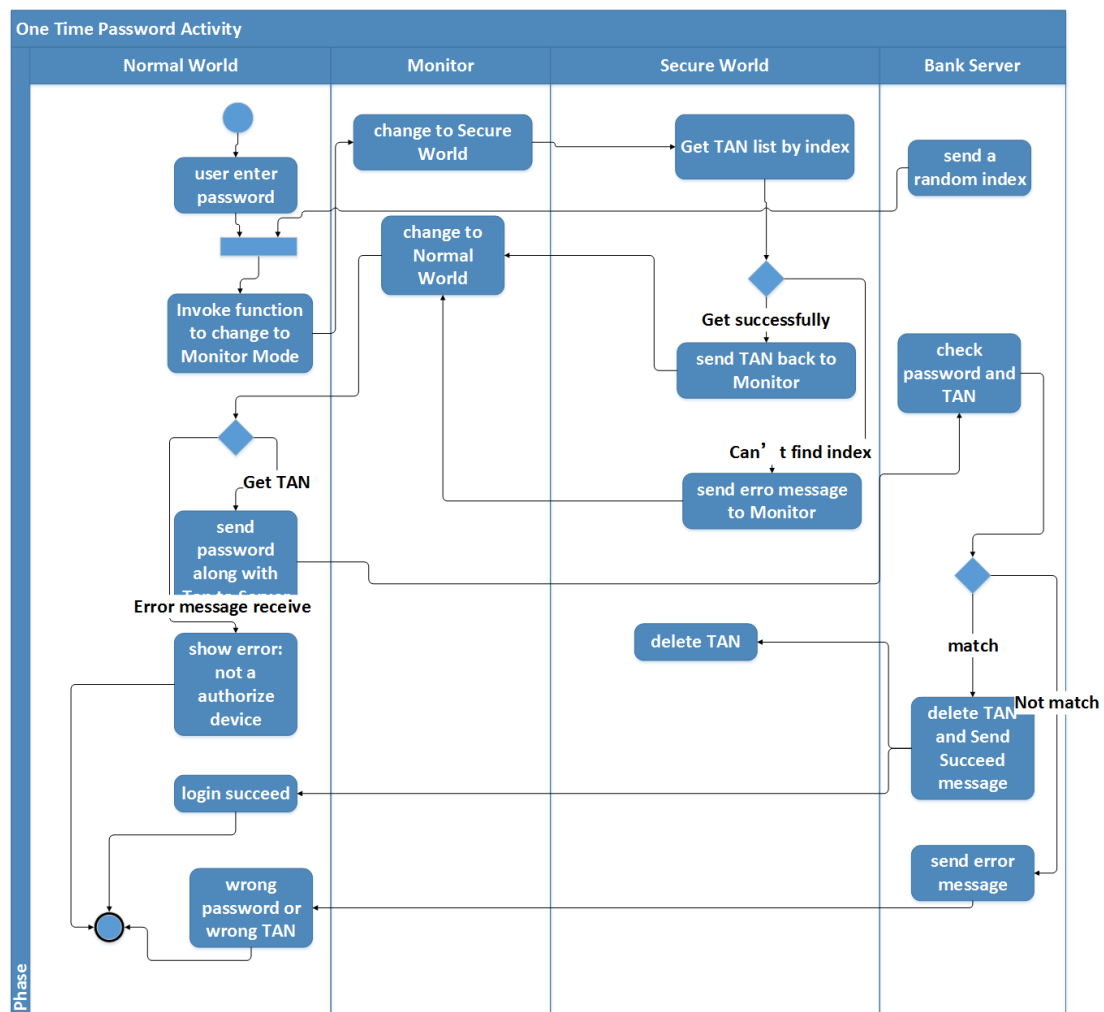 One Time Password Activity
Normal World
Monitor
Secure World
Bank Server
Phase
user enter
password
Invoke function
to change to
Monitor Mode
change to Secure
World
Get TAN list by index
send a
random index
change to
Normal
World
Get successfully
send TAN back to
Monitor
check
password and
TAN
Can’t find index
send erro message
to Monitor
Get TAN
send
password
along with
Error message receive
show error:
not a
authorize
device
delete TAN
match
Not match
delete TAN
and Send
Succeed
message
login succeed
send error
message
wrong
password or
wrong TAN